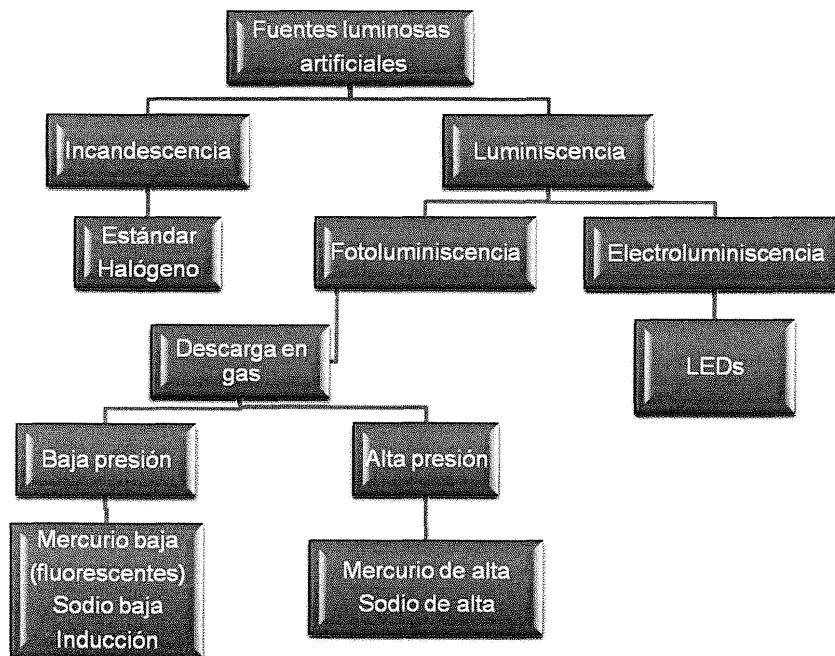 Fuentes luminosas
artificiales
Incandescencia
Luminiscencia
Estándar
Halógeno
Fotoluminiscencia
Electroluminiscencia
Descarga en
gas
LEDs
Baja presión
Alta presión
Mercurio baja
(fluorescentes)
Sodio baja
Inducción
Mercurio de alta
Sodio de alta